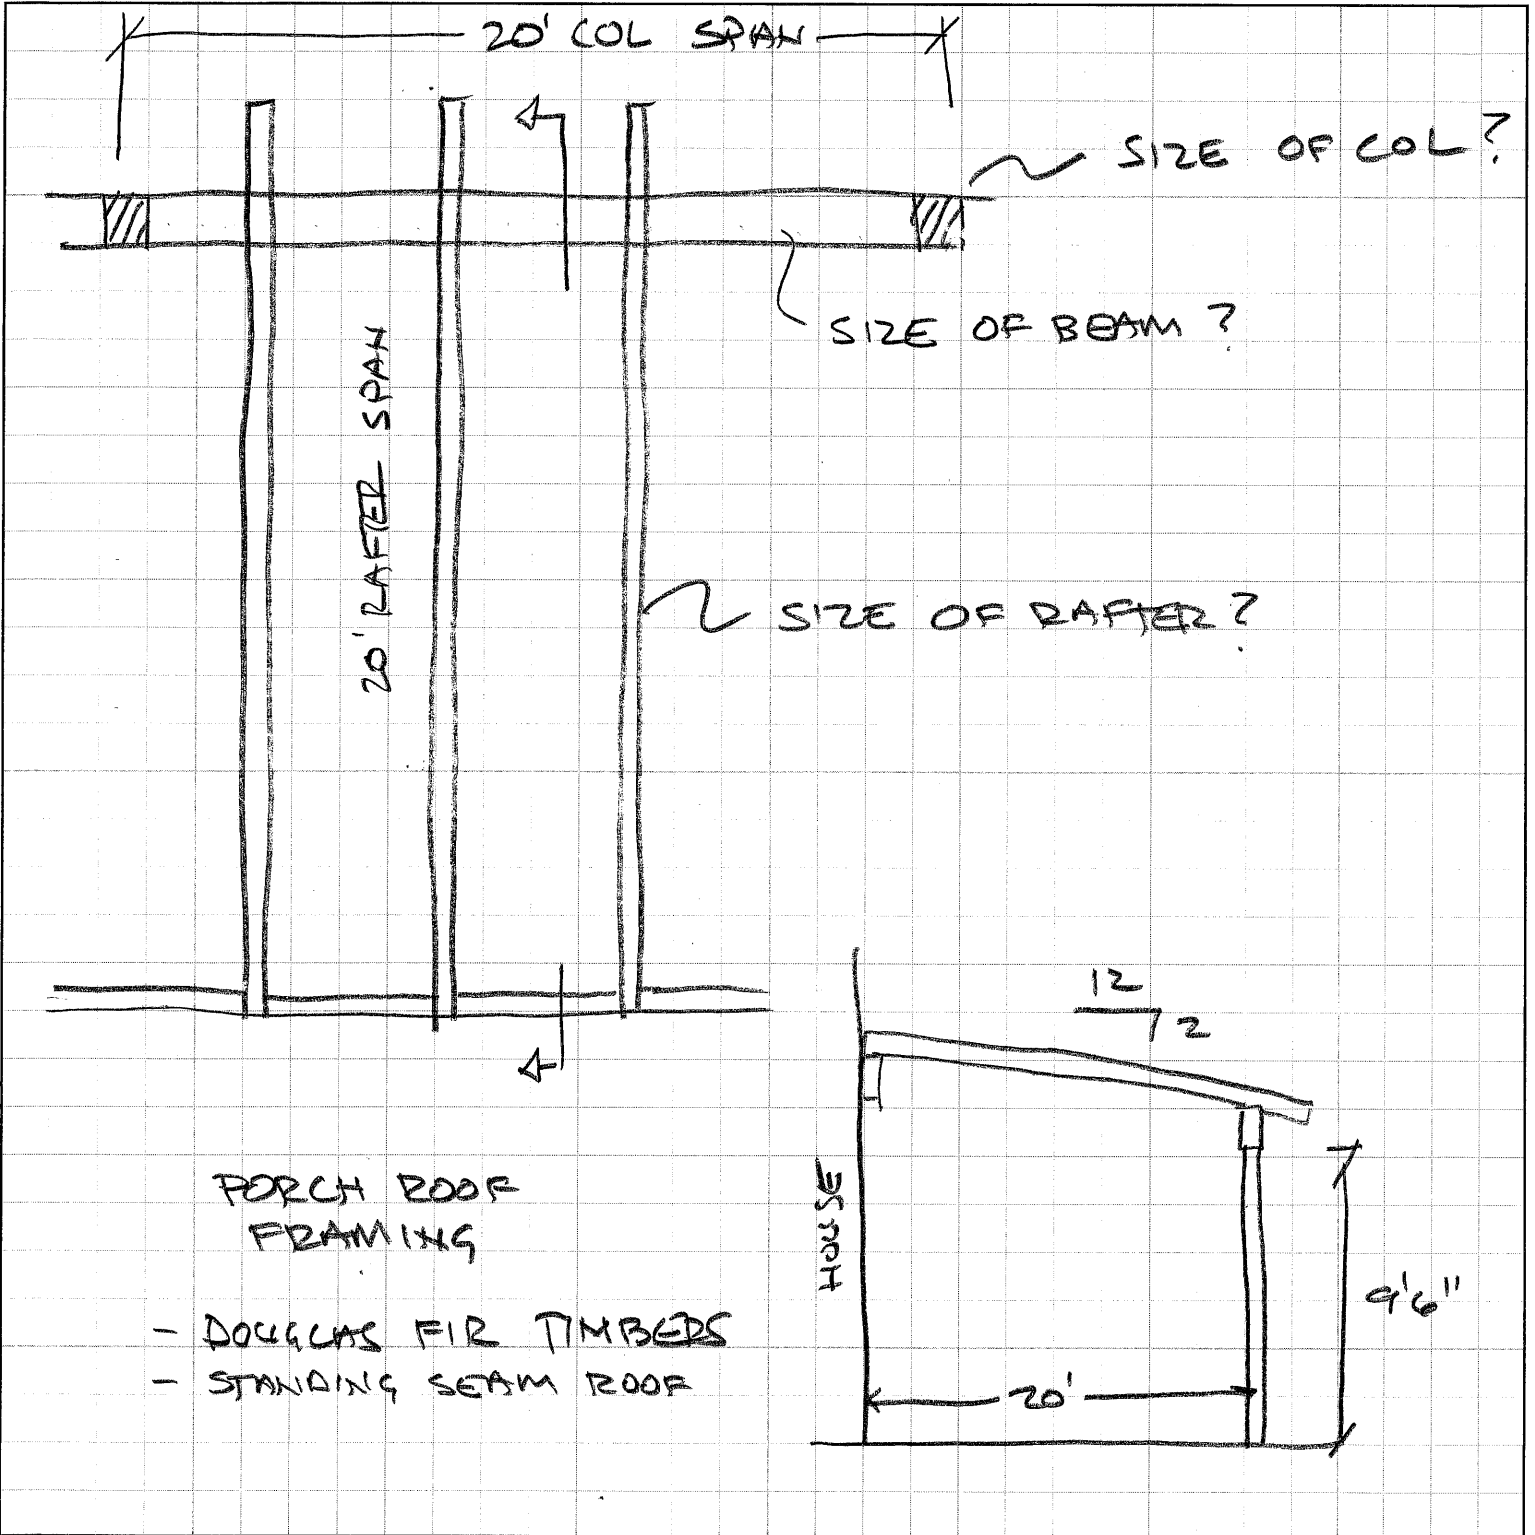 20' COL SPAN
SIZE OF COL?
SIZE OF BEAM?
20' RAFTER SPAN
SIZE OF RAFTER?
12
2
PORCH ROOF
FRAMING
HOUSE
9'6"
- DOUGLAS FIR TIMBERS
- STANDING SEAM ROOF
20'